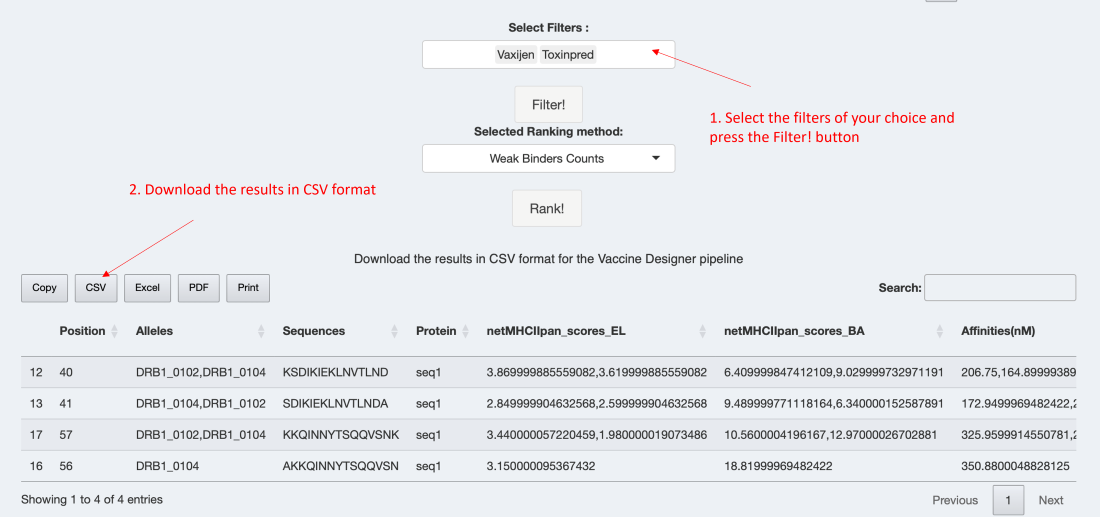 Select Filters :
Vaxijen Toxinpred
Filter!
1. Select the filters of your choice and
press the Filter! button
Selected Ranking method:
Weak Binders Counts
2. Download the results in CSV format
Rank!
Download the results in CSV format for the Vaccine Designer pipeline
Copy CSV Excel PDF Print Search:
Position Alleles Sequences Protein netMHCIIpan_scores_EL netMHCIIpan_scores_BA Affinities(nM)
12 40 DRB1_0102,DRB1_0104 KSDIKIEKLNVTLND seq1 3.869999885559082,3.619999885559082 6.409999847412109,9.029999732971191 206.75,164.89999389
13 41 DRB1_0104,DRB1_0102 SDIKIEKLNVTLNDA seq1 2.849999904632568,2.599999904632568 9.489999771118164,6.340000152587891 172.9499969482422,2
17 57 DRB1_0102,DRB1_0104 KKQINNYTSQQVSNK seq1 3.440000057220459,1.980000019073486 10.5600004196167,12.97000026702881 325.9599914550781,2
16 56 DRB1_0104 AKKQINNYTSQQVSN seq1 3.150000095367432 18.81999969482422 350.8800048828125
Showing 1 to 4 of 4 entries Previous 1 Next